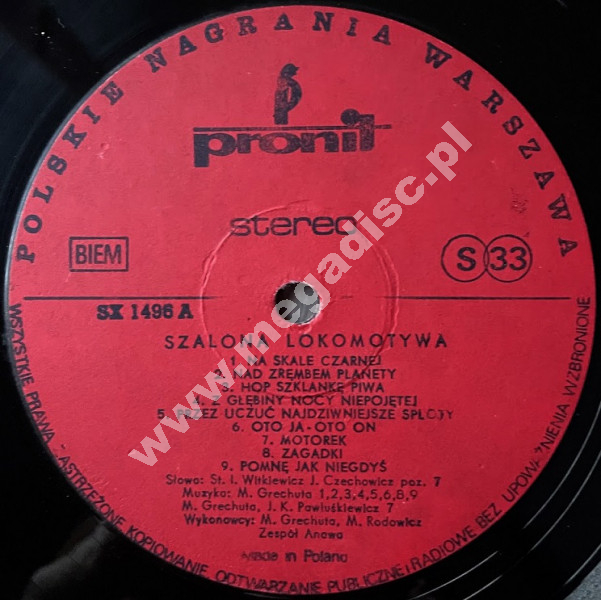 POLSKIE NAGRANIA WARSZAWA
pronit
stereo
BIEM
S 33
SX 1496 A
SZALONA LOKOMOTYWA
1. NA SKALE CZARNEJ
2. NAD ZRĘMBEM PLANETY
3. HOP SZKLANKĘ PIWA
4. Z GŁĘBINY NOCY NIEPOJĘTEJ
5. PRZEZ UCZUĆ NAJDZIWNIEJSZE SPLOTY
6. OTO JA - OTO ON
7. MOTOREK
8. ZAGADKI
9. POMNĘ JAK NIEGDYŚ
Słowa: St. I. Witkiewicz J. Czechowicz poz. 7
Muzyka: M. Grechuta 1,2,3,4,5,6,8,9
M. Grechuta, J. K. Pawluśkiewicz 7
Wykonawcy: M. Grechuta, M. Rodowicz
Zespół Anawa
Made in Poland
WSZYSTKIE PRAWA ZASTRZEŻONE KOPIOWANIE, ODTWARZANIE PUBLICZNE I RADIOWE BEZ UPOWAŻNIENIA WZBRONIONE
www.megadisc.pl